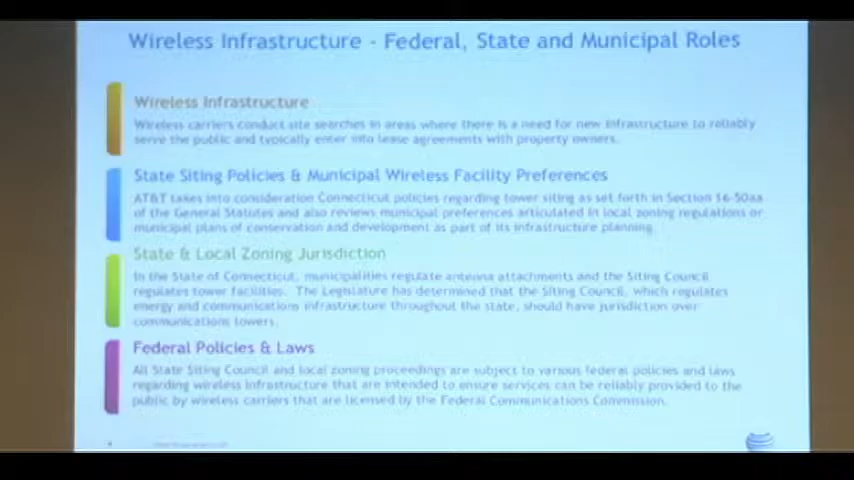 Wireless Infrastructure - Federal, State and Municipal Roles
Wireless Infrastructure
Wireless carriers conduct site searches in areas where there is a need for new infrastructure to reliably
serve the public and typically enter into lease agreements with property owners.
State Siting Policies & Municipal Wireless Facility Preferences
AT&T takes into consideration Connecticut policies regarding tower siting as set forth in Section 16-50aa
of the General Statutes and also reviews municipal preferences articulated in local zoning regulations or
municipal plans of conservation and development as part of its infrastructure planning.
State & Local Zoning Jurisdiction
In the State of Connecticut, municipalities regulate antenna attachments and the Siting Council
regulates tower facilities. The Legislature has determined that the Siting Council, which regulates
energy and communications infrastructure throughout the state, should have jurisdiction over
communications towers.
Federal Policies & Laws
All State Siting Council and local zoning proceedings are subject to various federal policies and laws
regarding wireless infrastructure that are intended to ensure services can be reliably provided to the
public by wireless carriers that are licensed by the Federal Communications Commission.